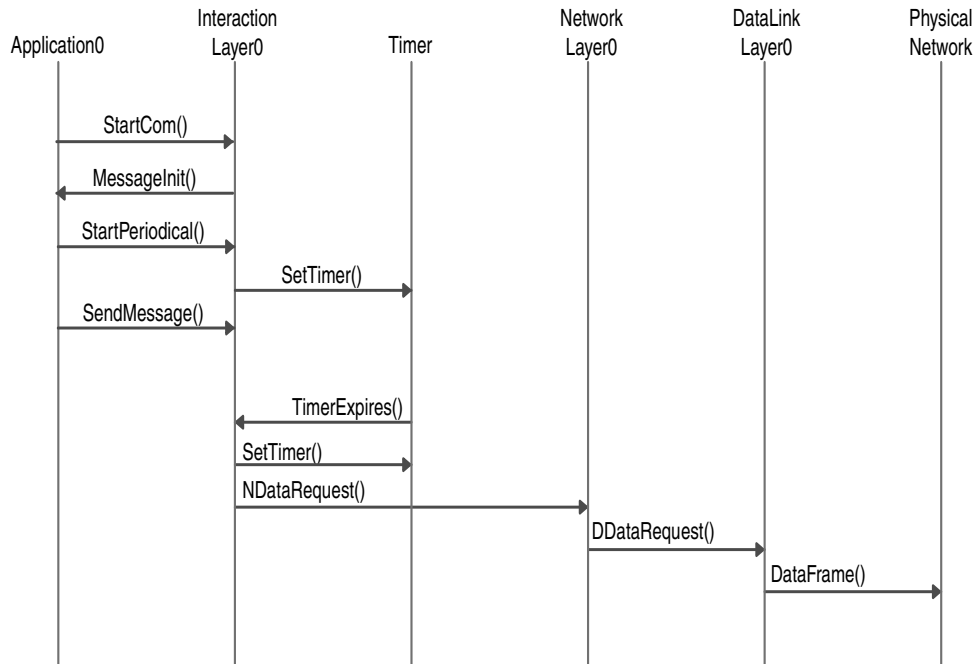 Application0
Interaction
Layer0
Timer
Network
Layer0
DataLink
Layer0
Physical
Network
StartCom()
MessageInit()
StartPeriodical()
SetTimer()
SendMessage()
TimerExpires()
SetTimer()
NDataRequest()
DDataRequest()
DataFrame()